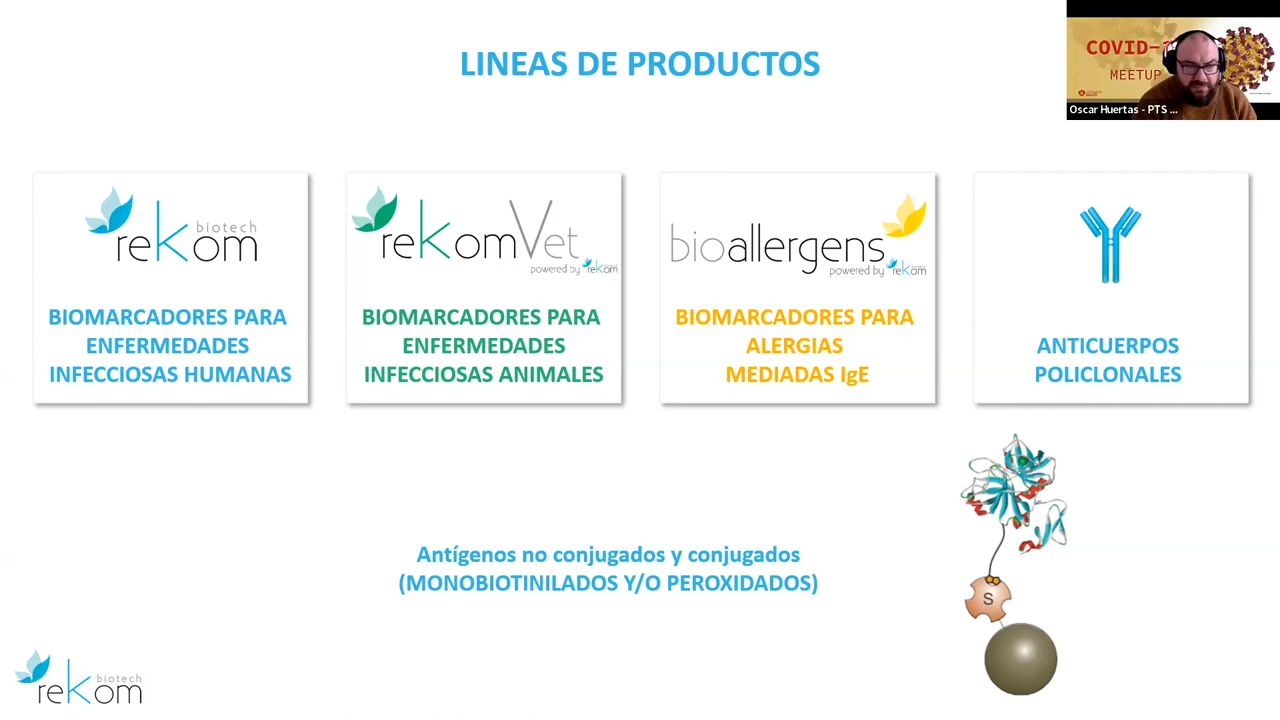 LINEAS DE PRODUCTOS
COVID-1
MEETUP
Oscar Huertas - PTS ...
biotech
rekom
BIOMARCADORES PARA
ENFERMEDADES
INFECCIOSAS HUMANAS
rekomVet
powered by rekom
BIOMARCADORES PARA
ENFERMEDADES
INFECCIOSAS ANIMALES
bioallergens
powered by rekom
BIOMARCADORES PARA
ALERGIAS
MEDIADAS IgE
ANTICUERPOS
POLICLONALES
Antígenos no conjugados y conjugados
(MONOBIOTINILADOS Y/O PEROXIDADOS)
S
biotech
rekom